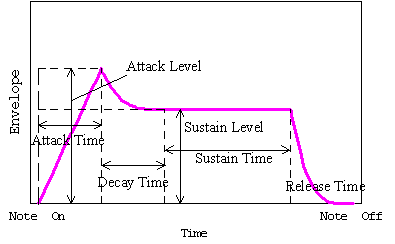 Envelope
Attack Level
Attack Time
Sustain Level
Sustain Time
Decay Time
Release Time
Note On
Note Off
Time